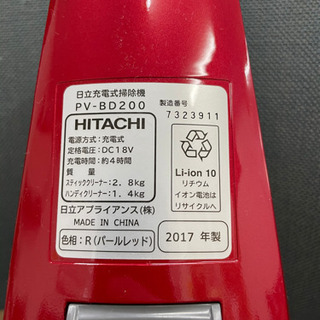 日立充電式掃除機
PV-BD200
製造番号
7323911
HITACHI
電源方式:充電式
定格電圧:DC18V
充電時間:約4時間
質 量
スティッククリーナー:2.8kg
ハンディクリーナー:1.4kg
Li-ion 10
リチウム
イオン電池は
リサイクルへ
日立アプライアンス(株)
MADE IN CHINA
色相:R(パールレッド)
2017 年製